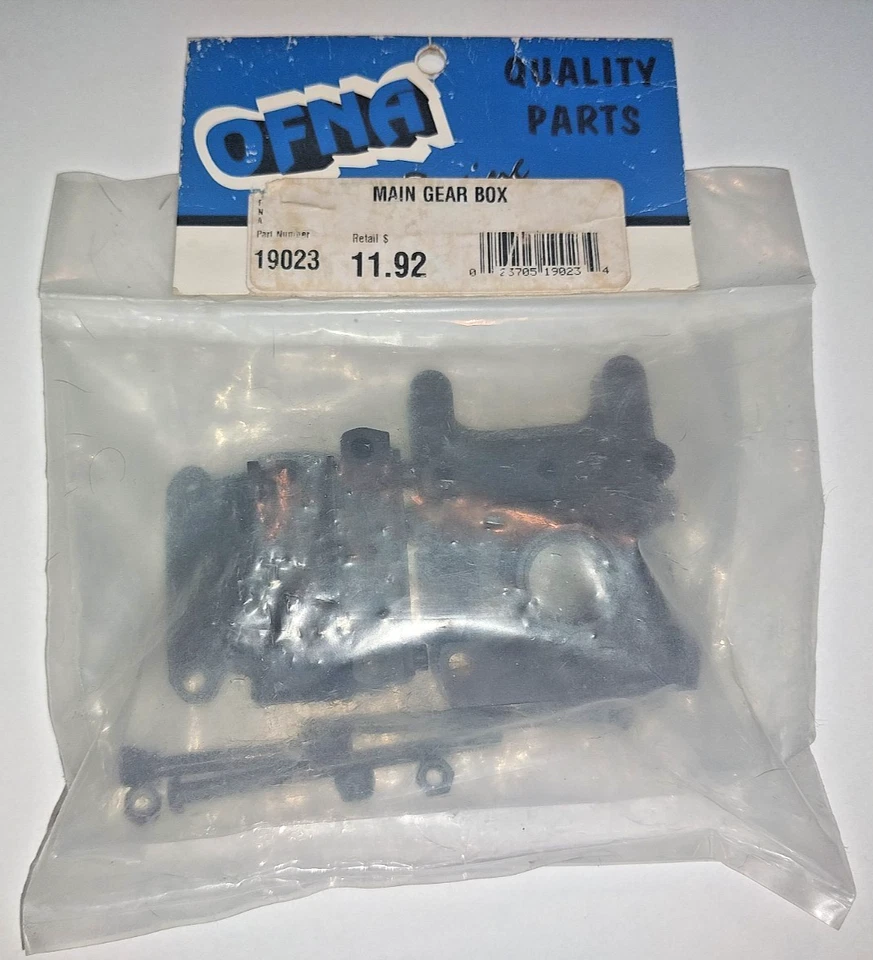 OFNA
QUALITY
PARTS
MAIN GEAR BOX
F
N
A
Part Number
Retail $
19023
11.92
0 23705 19023 4